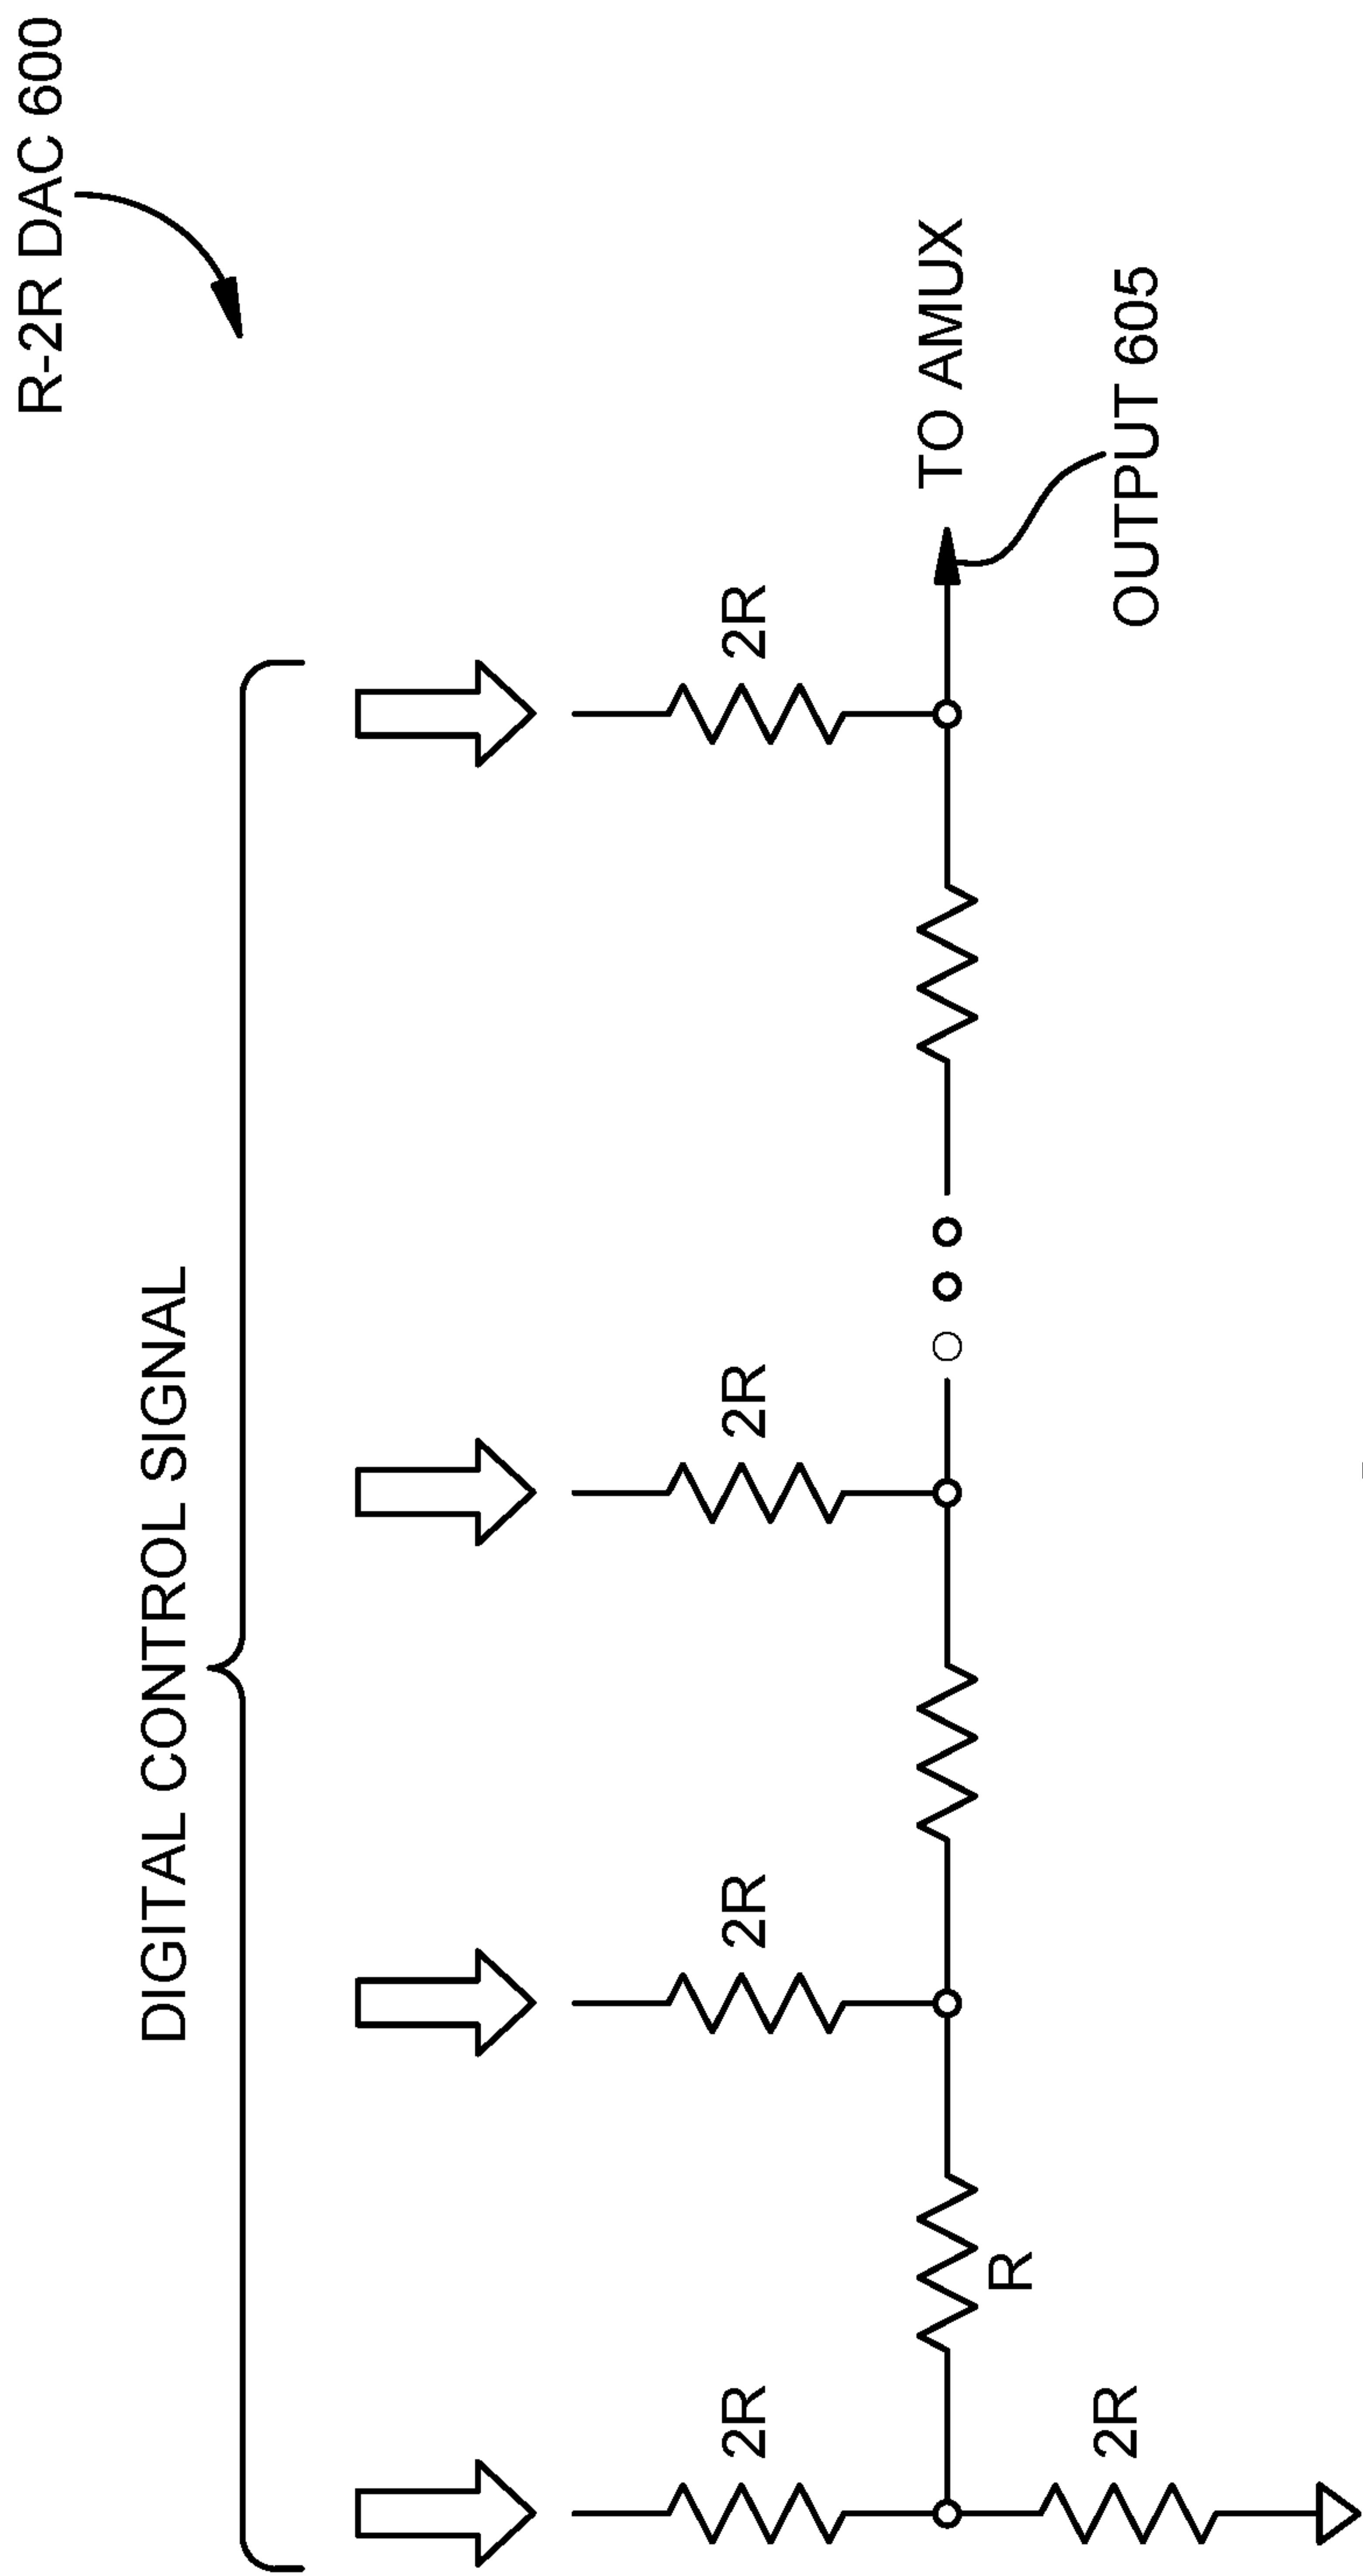 R-2R DAC 600
DIGITAL CONTROL SIGNAL
2R
2R
2R
2R
TO AMUX
R
OUTPUT 605
2R